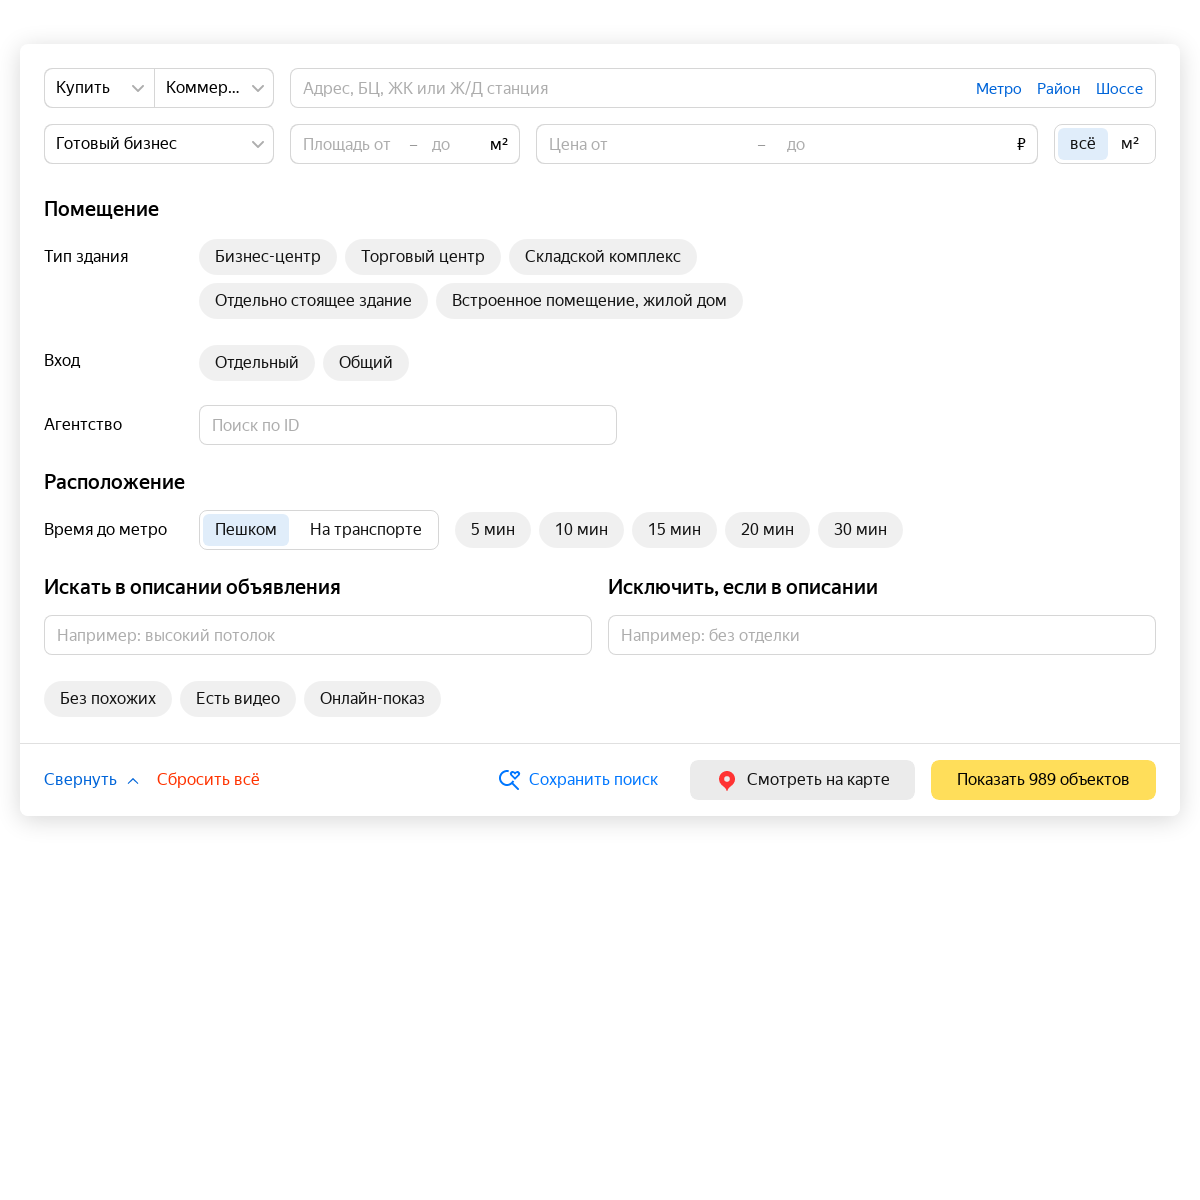 Купить Коммер... Адрес, БЦ, ЖК или Ж/Д станция Метро Район Шоссе
Готовый бизнес Площадь от – до м² Цена от – до ₽ всё м²
Помещение
Тип здания Бизнес-центр Торговый центр Складской комплекс
Отдельно стоящее здание Встроенное помещение, жилой дом
Вход Отдельный Общий
Агентство Поиск по ID
Расположение
Время до метро Пешком На транспорте 5 мин 10 мин 15 мин 20 мин 30 мин
Искать в описании объявления Исключить, если в описании
Например: высокий потолок Например: без отделки
Без похожих Есть видео Онлайн-показ
Свернуть Сбросить всё Сохранить поиск Смотреть на карте Показать 989 объектов